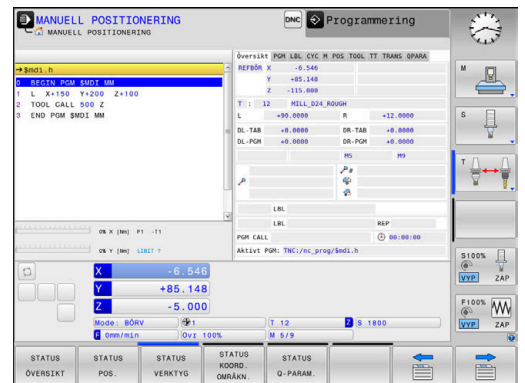 MANUELL POSITIONERING
MANUELL POSITIONERING
DNC
Programmering
→$mdi.h
0 BEGIN PGM $MDI MM
1 L X+150 Y+200 Z+100
2 TOOL CALL 500 Z
3 END PGM $MDI MM
Översikt PGM LBL CYC M POS TOOL TT TRANS QPARA
REFBÖR X -6.546
Y +85.148
Z -115.000
T : 12 MILL_D24_ROUGH
L +90.0000 R +12.0000
DL-TAB +0.0000 DR-TAB +0.0000
DL-PGM +0.0000 DR-PGM +0.0000
M5 M9
LBL
LBL REP
PGM CALL 00:00:00
Aktivt PGM: TNC:/nc_prog/$mdi.h
0% X [Nm] P1 -T1
0% Y [Nm] LIMIT ?
X -6.546
Y +85.148
Z -5.000
Mode: BÖRV 1 T 12 Z S 1800
F 0mm/min Ovr 100% M 5/9
M
S
T
S100%
VYP ZAP
F100%
VYP ZAP
STATUS ÖVERSIKT
STATUS POS.
STATUS VERKTYG
STATUS KOORD. OMRÄKN.
STATUS Q-PARAM.